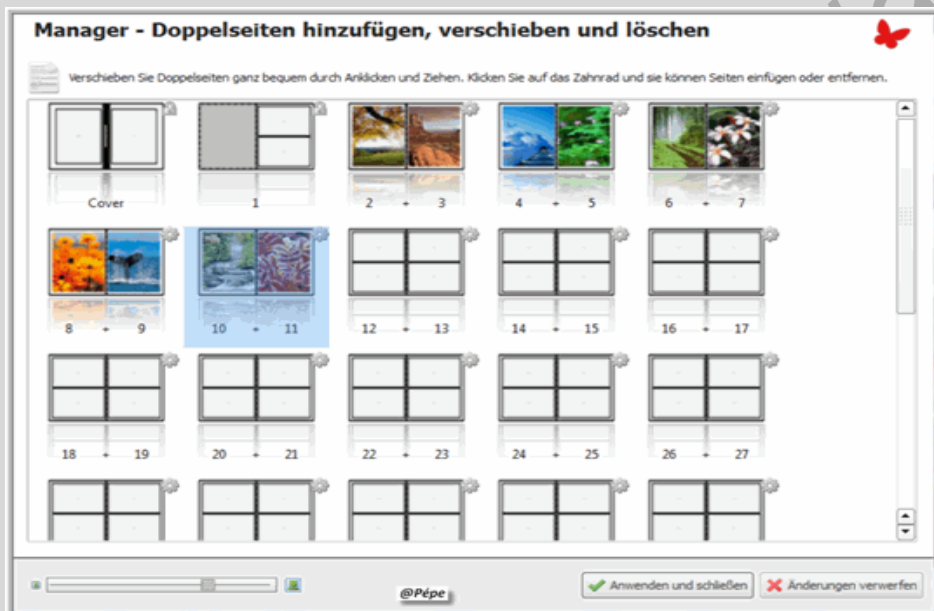 Manager - Doppelseiten hinzufügen, verschieben und löschen
Verschieben Sie Doppelseiten ganz bequem durch Anklicken und Ziehen. Klicken Sie auf das Zahnrad und sie können Seiten einfügen oder entfernen.
Cover 1 2 + 3 4 + 5 6 + 7
8 + 9 10 + 11 12 + 13 14 + 15 16 + 17
18 + 19 20 + 21 22 + 23 24 + 25 26 + 27
@Pépe Anwenden und schließen Änderungen verwerfen